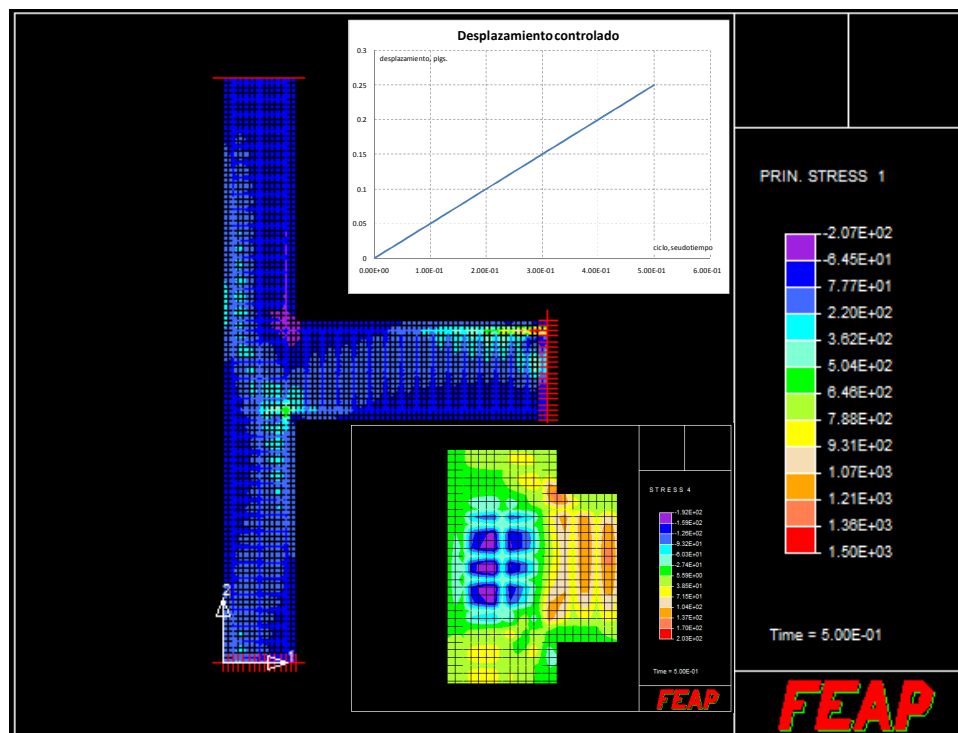 Desplazamiento controlado
desplazamiento, plgs.
0.3
0.25
0.2
0.15
0.1
0.05
0
ciclo,seudotiempo
0.00E+00 1.00E-01 2.00E-01 3.00E-01 4.00E-01 5.00E-01 6.00E-01
PRIN. STRESS 1
-2.07E+02
-6.45E+01
7.77E+01
2.20E+02
3.62E+02
5.04E+02
6.46E+02
7.88E+02
9.31E+02
1.07E+03
1.21E+03
1.36E+03
1.50E+03
Time = 5.00E-01
FEAP
2
1
STRESS 4
-1.92E+02
-1.59E+02
-1.26E+02
-9.32E+01
-6.03E+01
-2.74E+01
5.59E+00
3.85E+01
7.15E+01
1.04E+02
1.37E+02
1.70E+02
2.03E+02
Time = 5.00E-01
FEAP